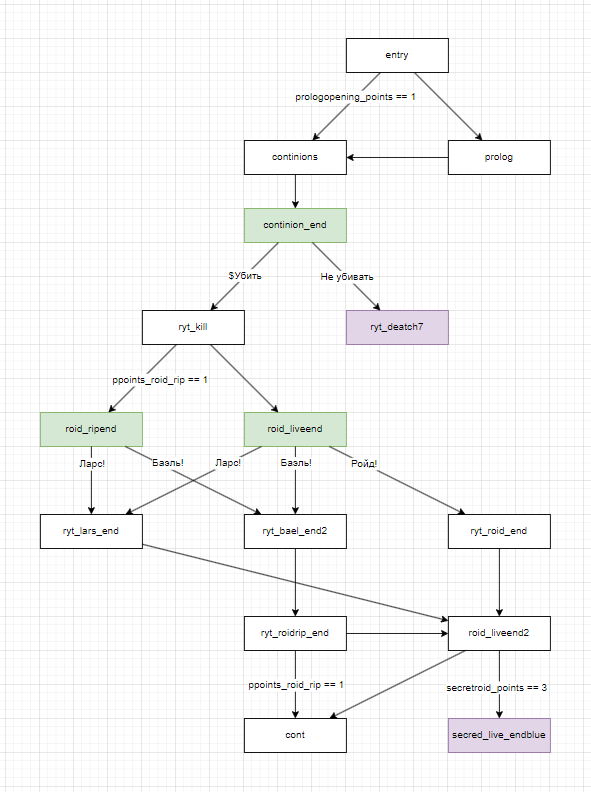 entry
prologopening_points == 1
continions
prolog
continion_end
$Убить
Не убивать
ryt_kill
ryt_deatch7
ppoints_roid_rip == 1
roid_ripend
roid_liveend
Ларс!
Баэль!
Ларс!
Баэль!
Ройд!
ryt_lars_end
ryt_bael_end2
ryt_roid_end
ryt_roidrip_end
roid_liveend2
ppoints_roid_rip == 1
secretroid_points == 3
cont
secred_live_endblue